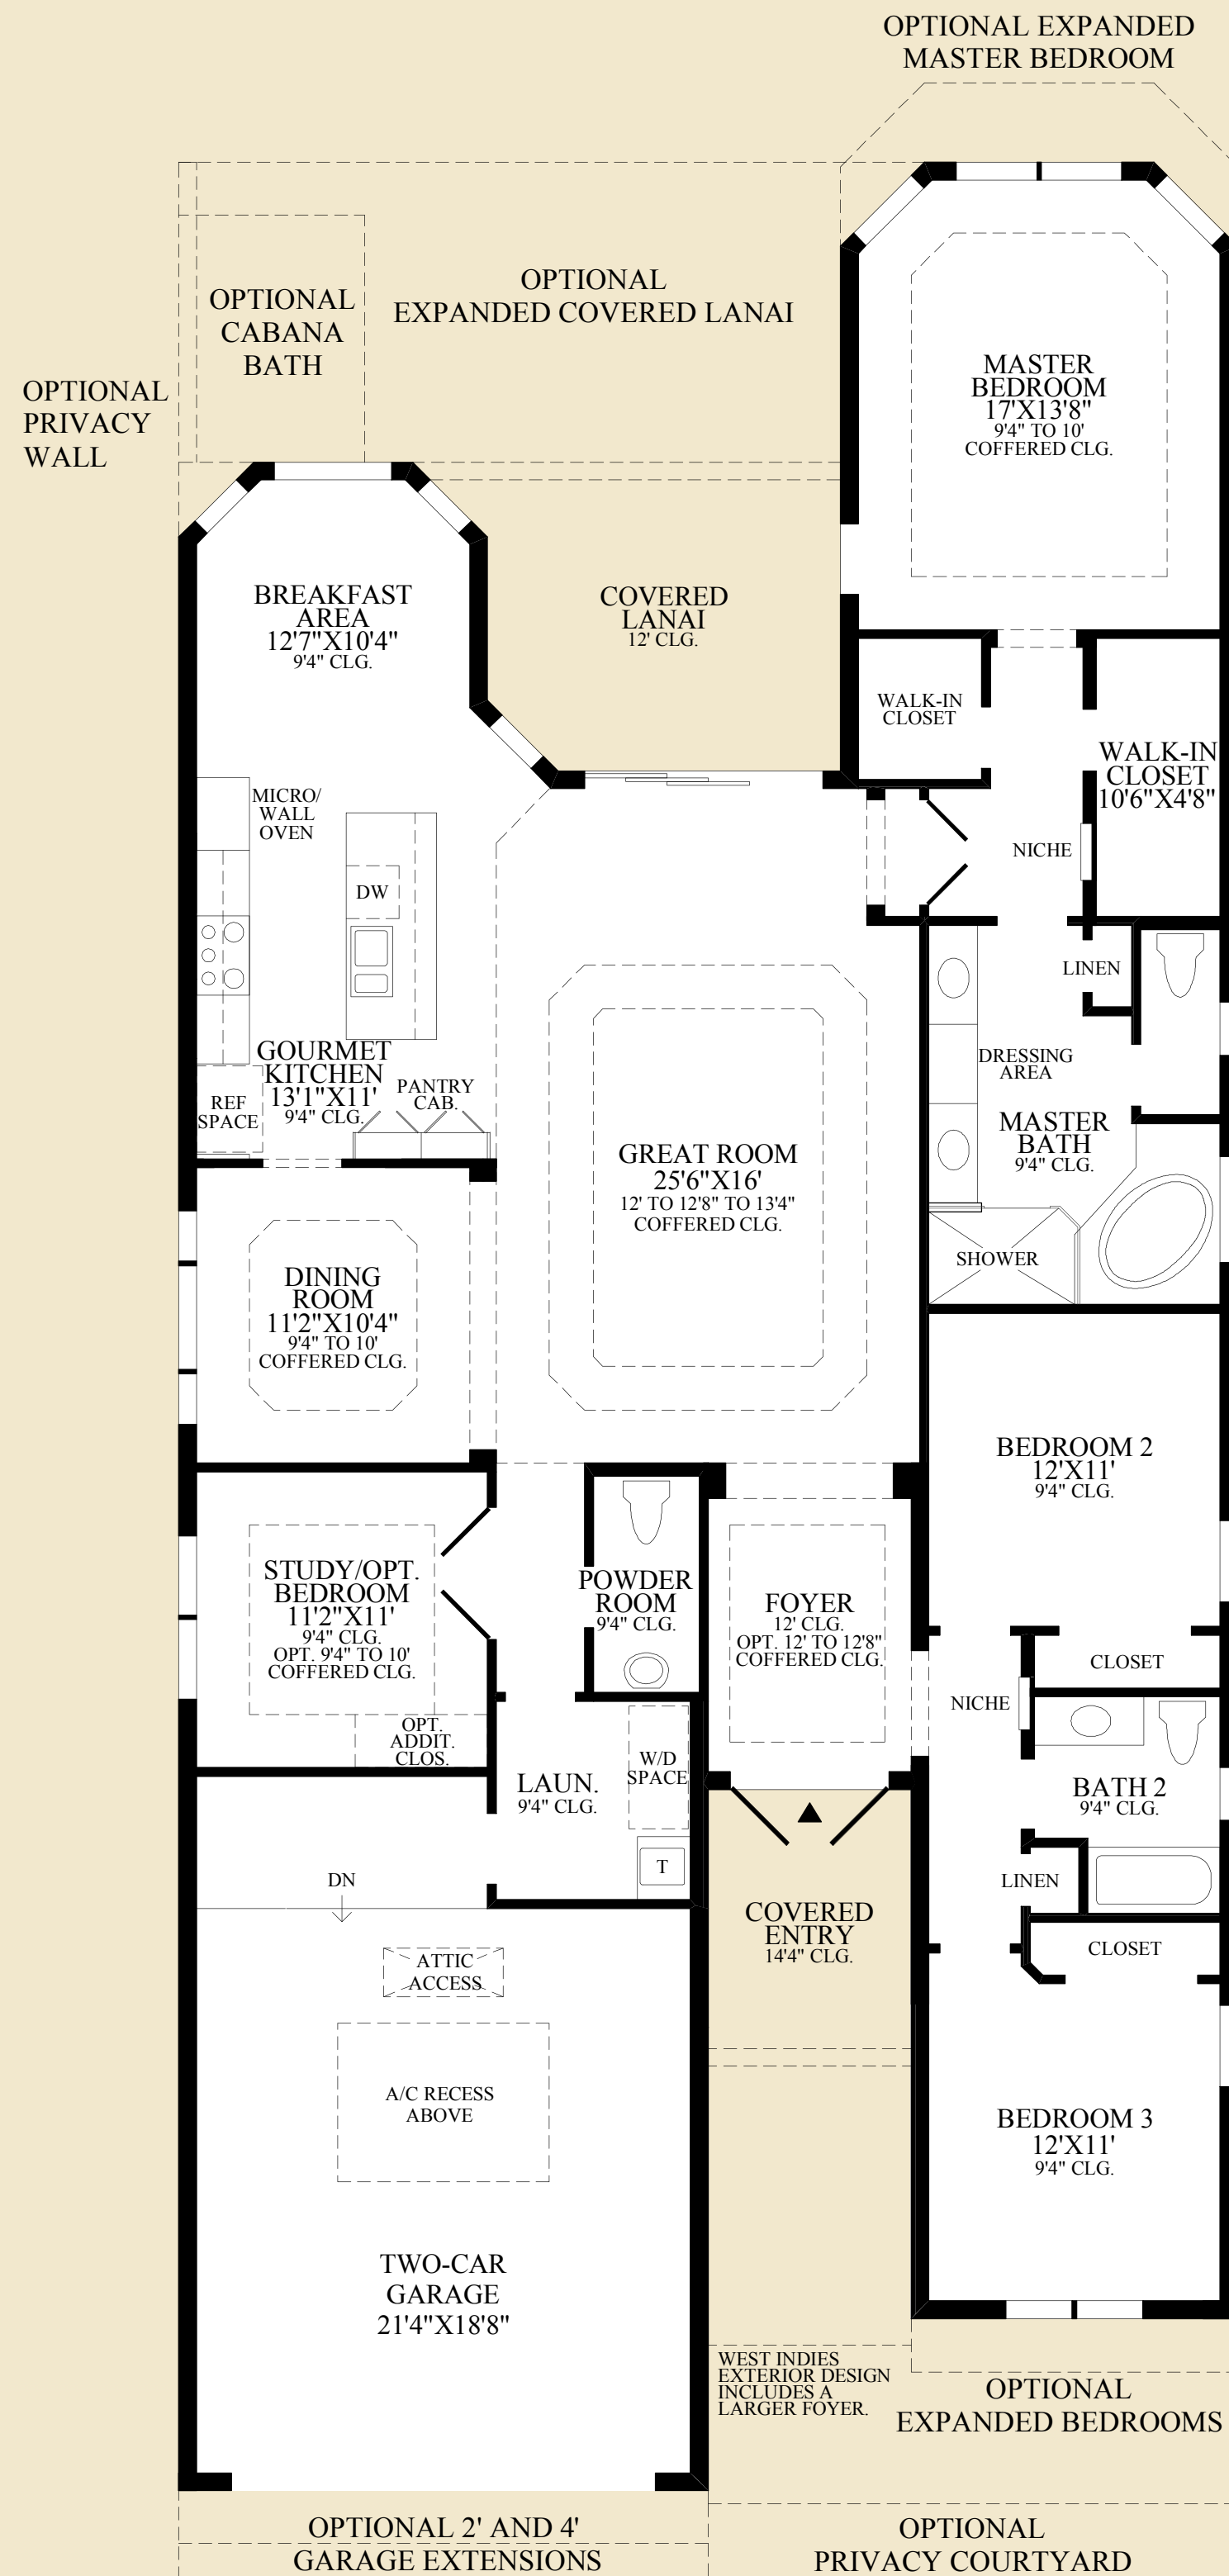 OPTIONAL EXPANDED
MASTER BEDROOM
OPTIONAL
EXPANDED COVERED LANAI
OPTIONAL
CABANA
BATH
OPTIONAL
PRIVACY
WALL
MASTER
BEDROOM
17'X13'8"
9'4" TO 10'
COFFERED CLG.
BREAKFAST
AREA
12'7"X10'4"
9'4" CLG.
COVERED
LANAI
12' CLG.
WALK-IN
CLOSET
WALK-IN
CLOSET
10'6"X4'8"
MICRO/
WALL
OVEN
NICHE
DW
LINEN
GOURMET
KITCHEN
13'1"X11'
9'4" CLG.
PANTRY
CAB.
REF
SPACE
DRESSING
AREA
MASTER
BATH
9'4" CLG.
GREAT ROOM
25'6"X16'
12' TO 12'8" TO 13'4"
COFFERED CLG.
SHOWER
DINING
ROOM
11'2"X10'4"
9'4" TO 10'
COFFERED CLG.
BEDROOM 2
12'X11'
9'4" CLG.
STUDY/OPT.
BEDROOM
11'2"X11'
9'4" CLG.
OPT. 9'4" TO 10'
COFFERED CLG.
POWDER
ROOM
9'4" CLG.
FOYER
12' CLG.
OPT. 12' TO 12'8"
COFFERED CLG.
CLOSET
NICHE
OPT.
ADDIT.
CLOS.
W/D
SPACE
LAUN.
9'4" CLG.
BATH 2
9'4" CLG.
T
DN
LINEN
COVERED
ENTRY
14'4" CLG.
CLOSET
ATTIC
ACCESS
A/C RECESS
ABOVE
BEDROOM 3
12'X11'
9'4" CLG.
TWO-CAR
GARAGE
21'4"X18'8"
WEST INDIES
EXTERIOR DESIGN
INCLUDES A
LARGER FOYER.
OPTIONAL
EXPANDED BEDROOMS
OPTIONAL 2' AND 4'
GARAGE EXTENSIONS
OPTIONAL
PRIVACY COURTYARD